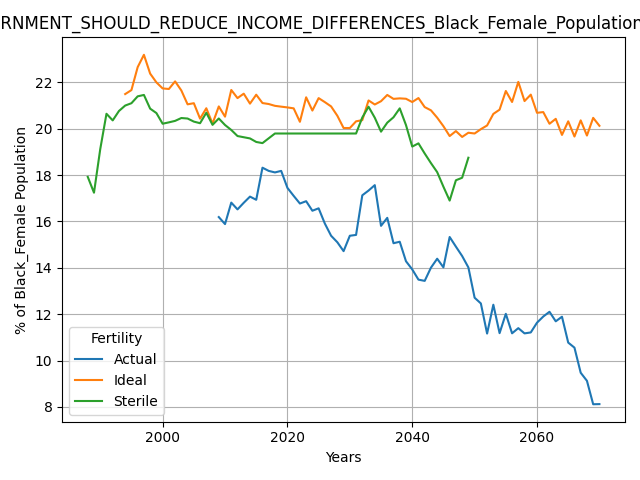 RNMENT_SHOULD_REDUCE_INCOME_DIFFERENCES_Black_Female_Population
% of Black_Female Population
22
20
18
16
14
12
10
8
Fertility
Actual
Ideal
Sterile
2000 2020 2040 2060
Years